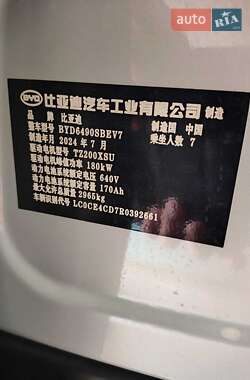 auto RIA
BYD 比亚迪汽车工业有限公司 制造
品 牌 比亚迪 制造国 中国
整车型号 BYD6490SBEV7 乘坐人数 7
制造年月 2024 年 7 月
驱动电机型号 TZ200XSU
驱动电机峰值功率 180kW
动力电池系统额定电压 640V
动力电池系统额定容量 170Ah
最大允许总质量 2965kg
车辆识别代号 LC0CE4CD7R0392661